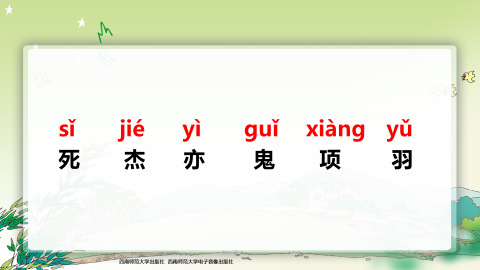 sǐ jié yì guǐ xiàng yǔ
死 杰 亦 鬼 项 羽
西南师范大学出版社 西南师范大学电子音像出版社